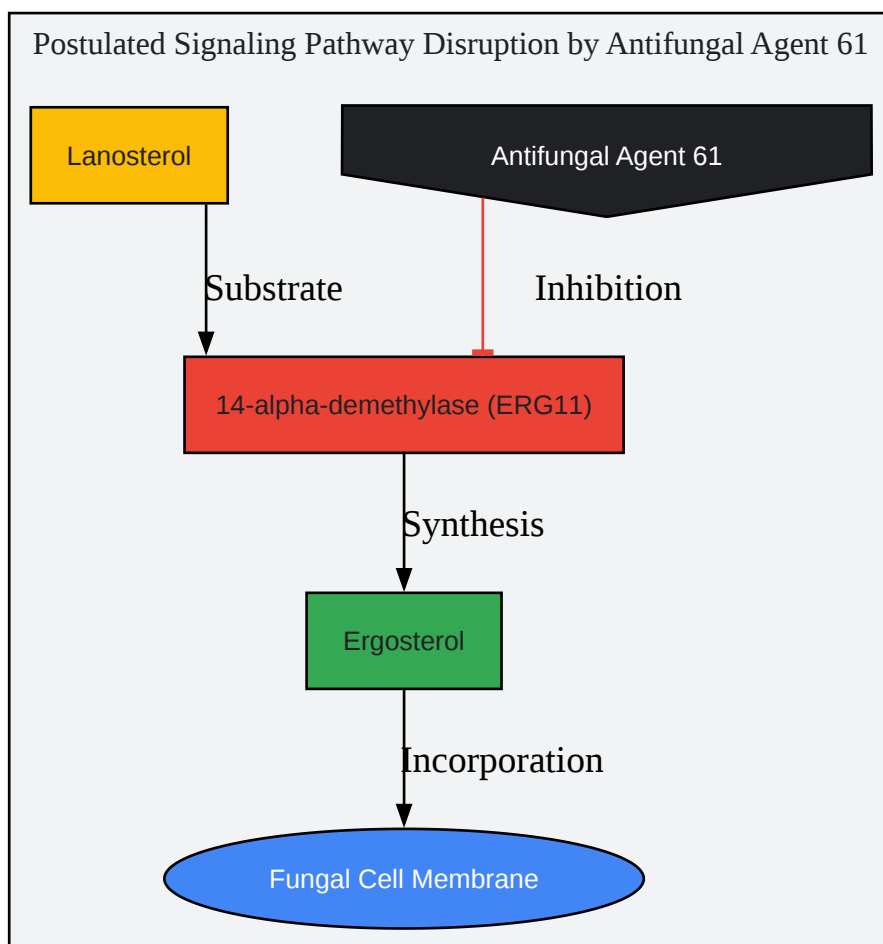 Postulated Signaling Pathway Disruption by Antifungal Agent 61
Lanosterol
Antifungal Agent 61
Substrate
Inhibition
14-alpha-demethylase (ERG11)
Synthesis
Ergosterol
Incorporation
Fungal Cell Membrane